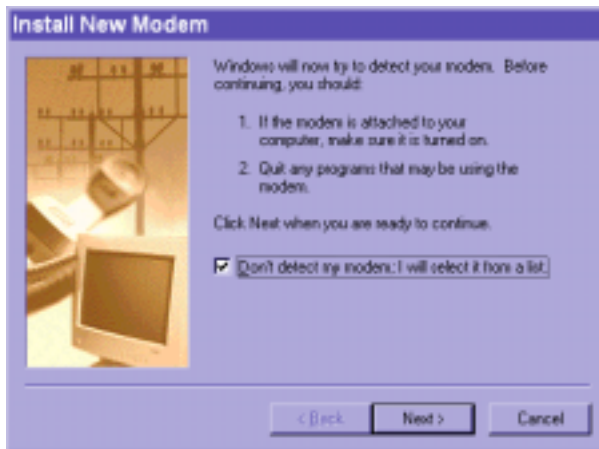 Install New Modem
Windows will now try to detect your modem. Before
continuing, you should:
1. If the modem is attached to your
computer, make sure it is turned on.
2. Quit any programs that may be using the
modem.
Click Next when you are ready to continue.
Don't detect my modem; I will select it from a list.
< Back
Next >
Cancel